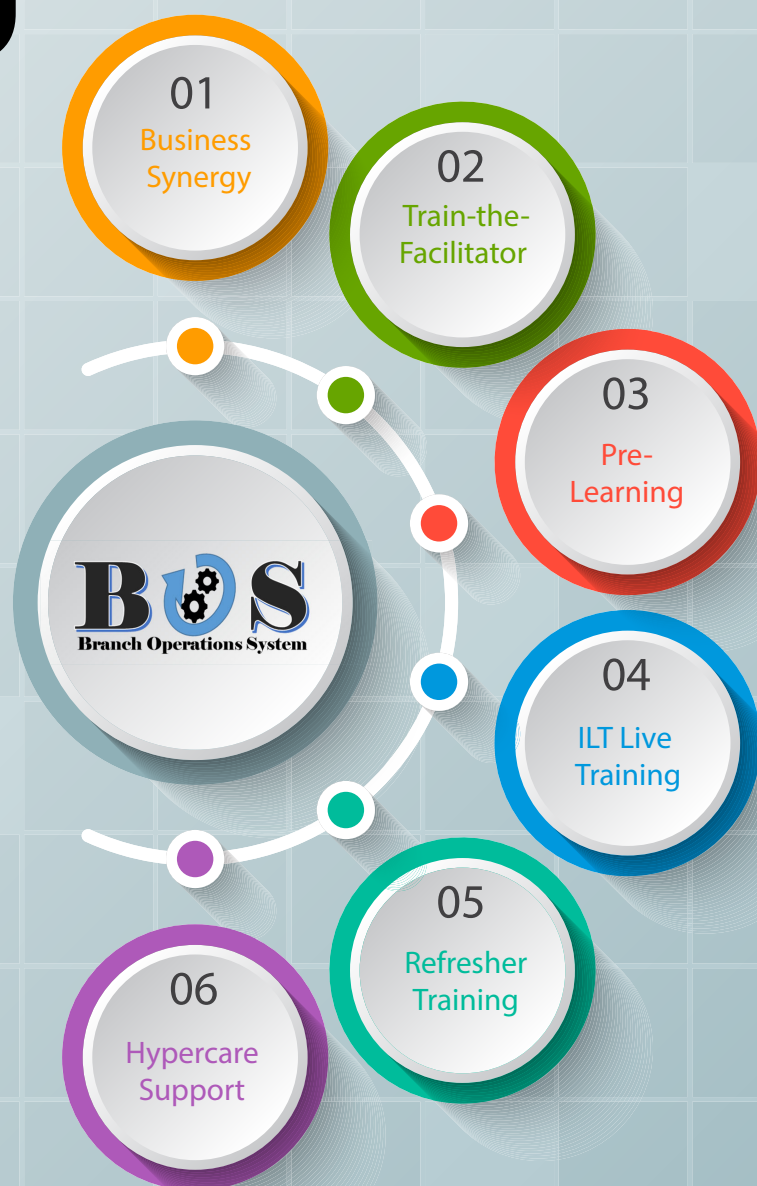 01
Business
Synergy
02
Train-the-
Facilitator
03
Pre-
Learning
BOS
Branch Operations System
04
ILT Live
Training
05
Refresher
Training
06
Hypercare
Support